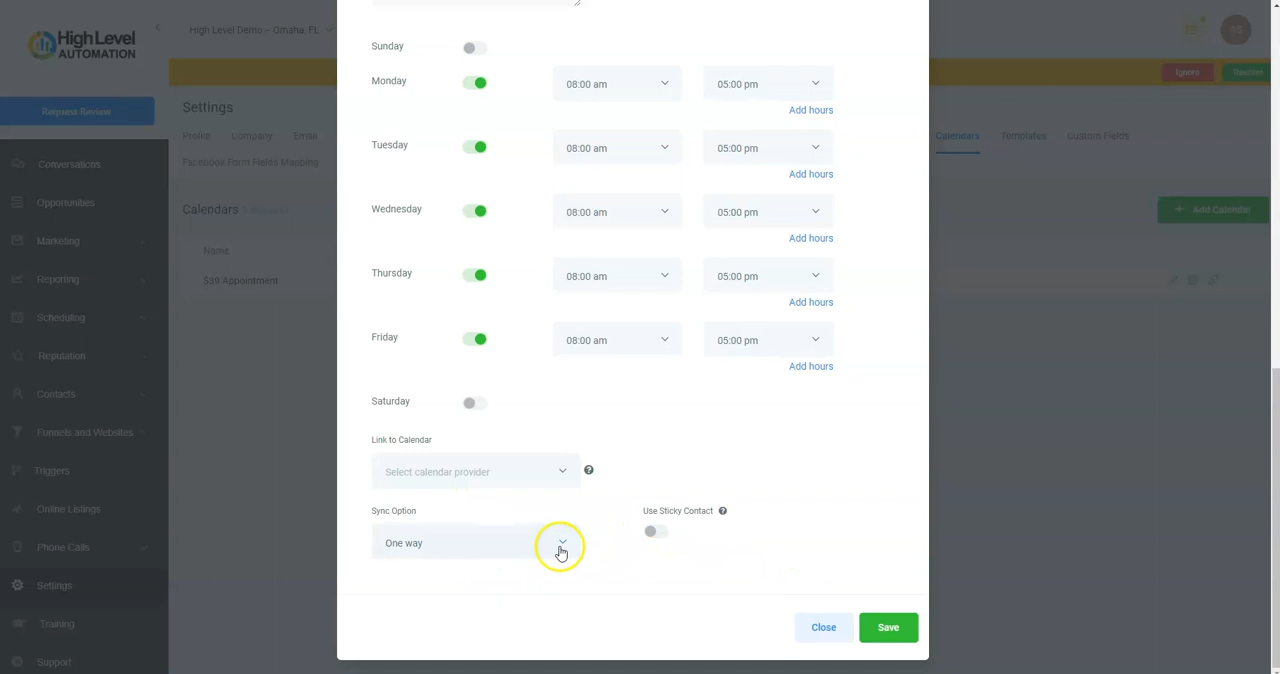 High Level
AUTOMATION
High Level Demo – Omaha, FL
AS
Ignore
Request Review
Settings
Profile Company Email Calendars Templates Custom Fields
Facebook Form Fields Mapping
Calendars
+ Add Calendar
Name
$39 Appointment
Conversations
Opportunities
Marketing
Reporting
Scheduling
Reputation
Contacts
Funnels and Websites
Triggers
Online Listings
Phone Calls
Settings
Training
Support
Sunday
Monday 08:00 am 05:00 pm
Add hours
Tuesday 08:00 am 05:00 pm
Add hours
Wednesday 08:00 am 05:00 pm
Add hours
Thursday 08:00 am 05:00 pm
Add hours
Friday 08:00 am 05:00 pm
Add hours
Saturday
Link to Calendar
Select calendar provider ?
Sync Option Use Sticky Contact ?
One way
Close Save